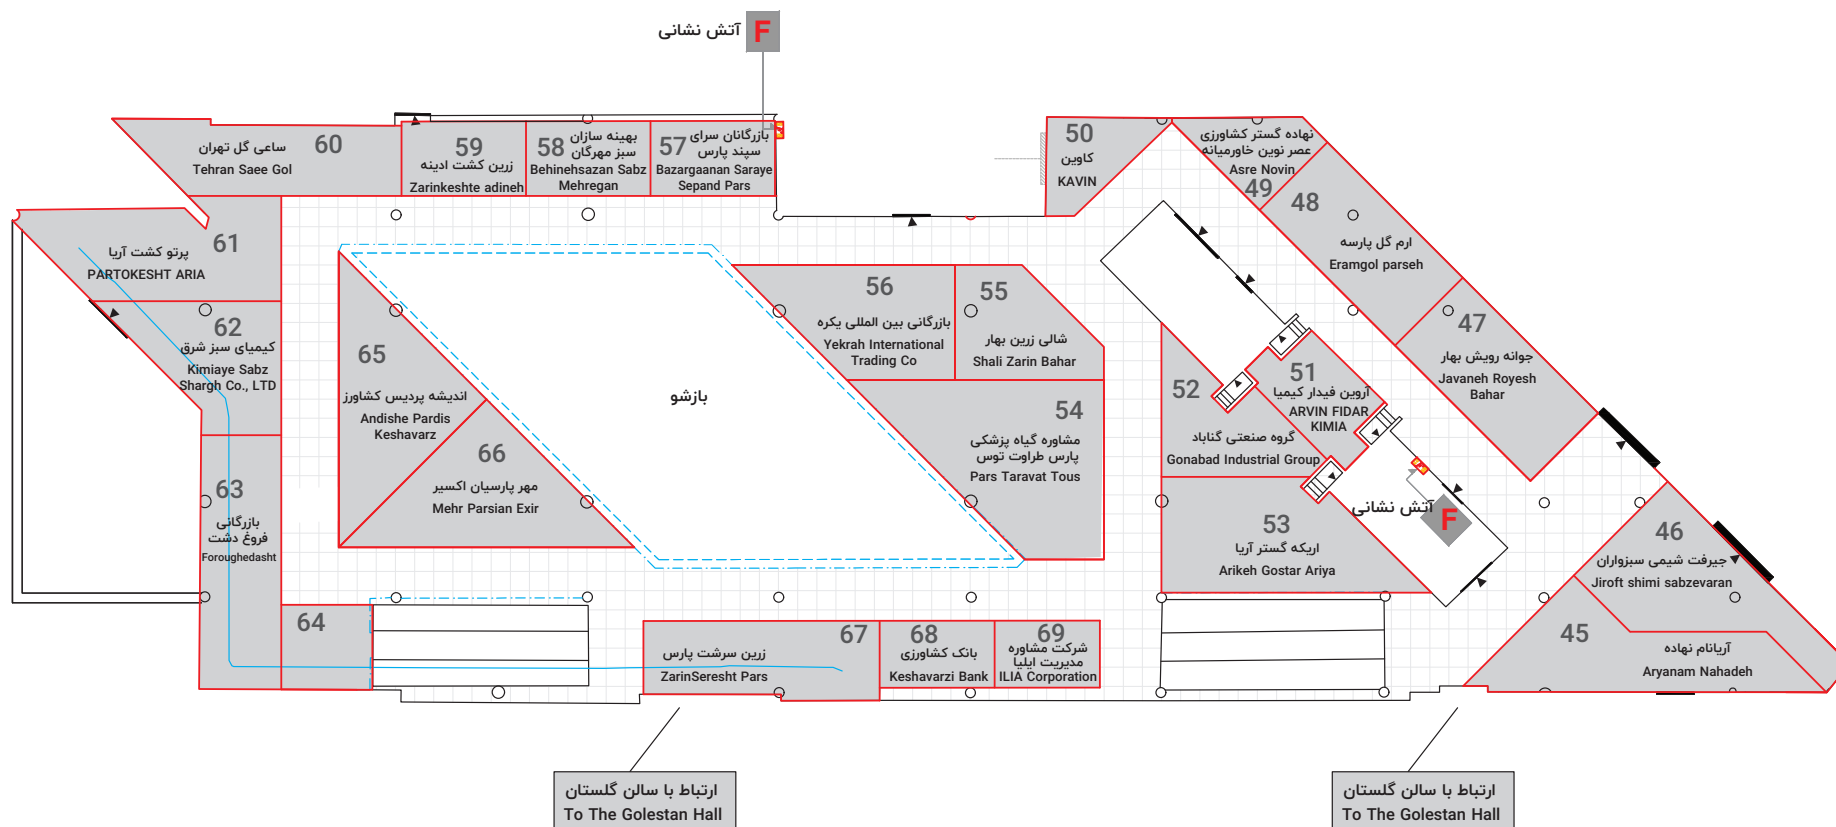 آتش نشانی
F
60
ساعی گل تهران
Tehran Saee Gol
59
زرین کشت ادینه
Zarinkeshte adineh
58
بهینه سازان
سبز مهرگان
Behinehsazan Sabz
Mehregan
57
بازرگانان سرای
سپند پارس
Bazargaanan Saraye
Sepand Pars
50
کاوین
KAVIN
نهاده گستر کشاورزی
عصر نوین خاورمیانه
Asre Novin
49
48
ارم گل پارسه
Eramgol parseh
47
جوانه رویش بهار
Javaneh Royesh
Bahar
61
پرتو کشت آریا
PARTOKESHT ARIA
62
کیمیای سبز شرق
Kimiaye Sabz
Shargh Co., LTD
65
اندیشه پردیس کشاورز
Andishe Pardis
Keshavarz
66
مهر پارسیان اکسیر
Mehr Parsian Exir
بازشو
56
بازرگانی بین المللی یکره
Yekrah International
Trading Co
55
شالی زرین بهار
Shali Zarin Bahar
54
مشاوره گیاه پزشکی
پارس طراوت توس
Pars Taravat Tous
52
گروه صنعتی گناباد
Gonabad Industrial Group
51
آروین فیدار کیمیا
ARVIN FIDAR
KIMIA
53
اریکه گستر آریا
Arikeh Gostar Ariya
آتش نشانی
F
46
جیرفت شیمی سبزواران
Jiroft shimi sabzevaran
45
آریانام نهاده
Aryanam Nahadeh
63
بازرگانی
فروغ دشت
Foroughedasht
64
67
زرین سرشت پارس
ZarinSeresht Pars
68
بانک کشاورزی
Keshavarzi Bank
69
شرکت مشاوره
مدیریت ایلیا
ILIA Corporation
ارتباط با سالن گلستان
To The Golestan Hall
ارتباط با سالن گلستان
To The Golestan Hall